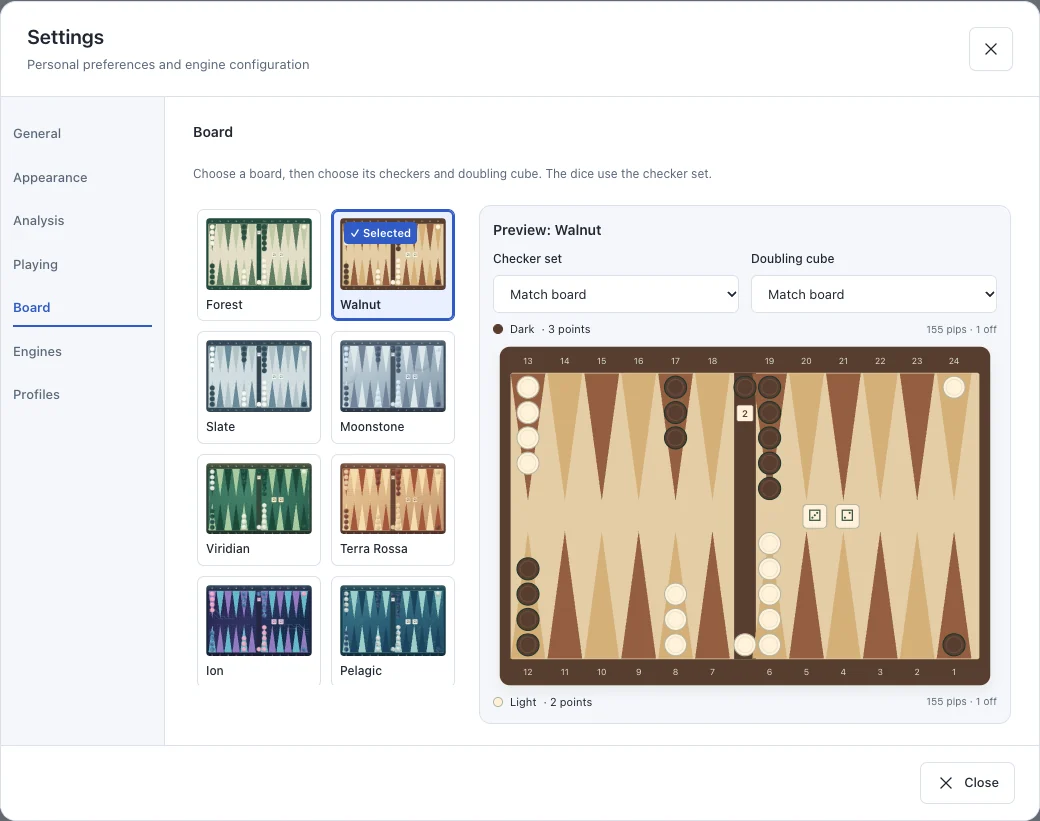 Settings
Personal preferences and engine configuration
General
Appearance
Analysis
Playing
Board
Engines
Profiles
Board
Choose a board, then choose its checkers and doubling cube. The dice use the checker set.
Forest
✓ Selected
Walnut
Slate
Moonstone
Viridian
Terra Rossa
Ion
Pelagic
Preview: Walnut
Checker set
Doubling cube
Match board
Match board
Dark · 3 points
155 pips · 1 off
13 14 15 16 17 18 19 20 21 22 23 24
2
12 11 10 9 8 7 6 5 4 3 2 1
Light · 2 points
155 pips · 1 off
Close